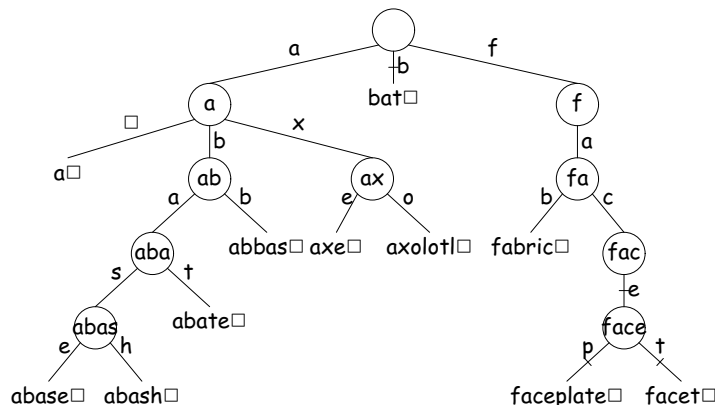 a b f
a bat□ f
□ b x a
a□ ab ax fa
a b e o b c
aba abbas□ axe□ axolotl□ fabric□ fac
s t e
abas abate□ face
e h p t
abase□ abash□ faceplate□ facet□